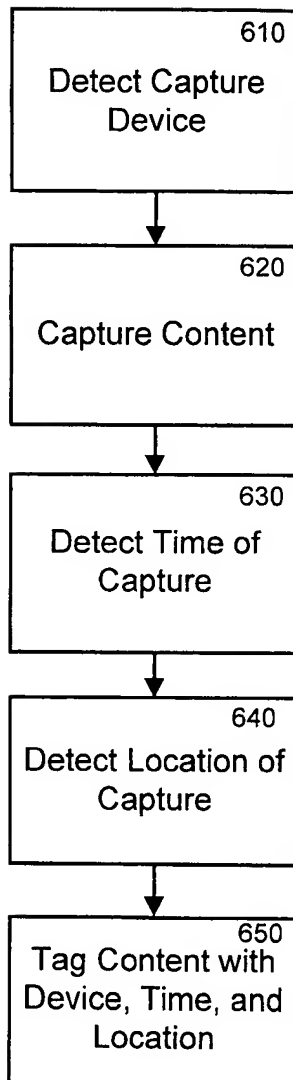 610
Detect Capture
Device
620
Capture Content
630
Detect Time of
Capture
640
Detect Location of
Capture
650
Tag Content with
Device, Time, and
Location